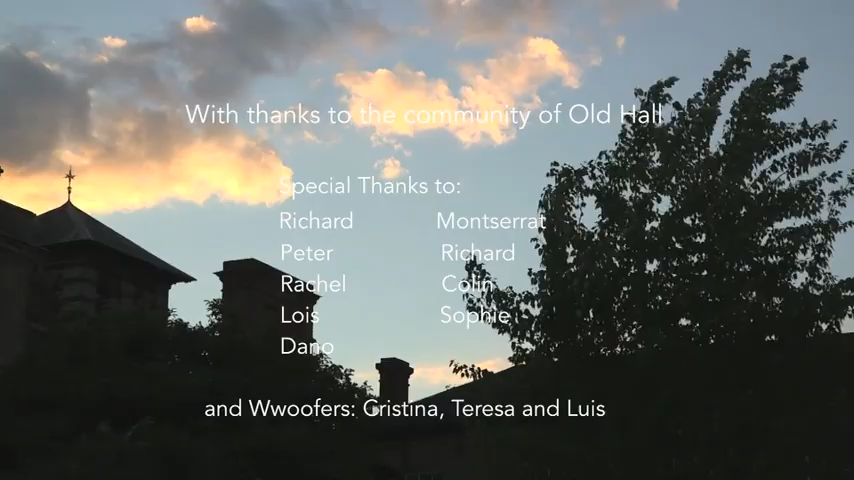 With thanks to the community of Old Hall
Special Thanks to:
Richard Montserrat
Peter Richard
Rachel Colin
Lois Sophie
Dano
and Wwoofers: Cristina, Teresa and Luis